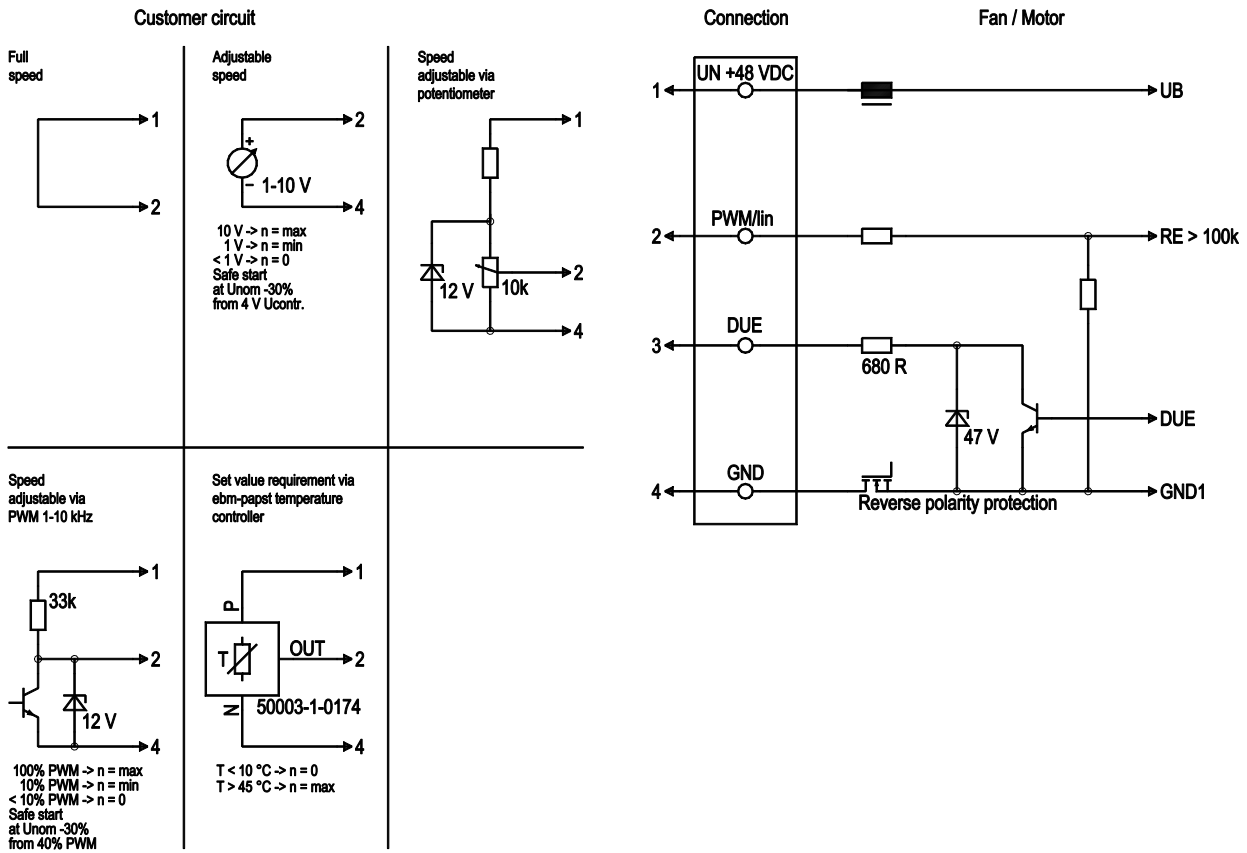 Customer circuit
Connection
Fan / Motor
Full
speed
1
2
Adjustable
speed
2
+
–
1-10 V
4
10 V -> n = max
1 V -> n = min
< 1 V -> n = 0
Safe start
at Unom -30%
from 4 V Ucontr.
Speed
adjustable via
potentiometer
1
12 V
10k
2
4
UN +48 VDC
1
UB
PWM/lin
2
RE > 100k
DUE
3
680 R
47 V
DUE
GND
4
GND1
Reverse polarity protection
Speed
adjustable via
PWM 1-10 kHz
1
33k
2
12 V
4
100% PWM -> n = max
10% PWM -> n = min
< 10% PWM -> n = 0
Safe start
at Unom -30%
from 40% PWM
Set value requirement via
ebm-papst temperature
controller
1
P
T
OUT
2
N
50003-1-0174
4
T < 10 °C -> n = 0
T > 45 °C -> n = max